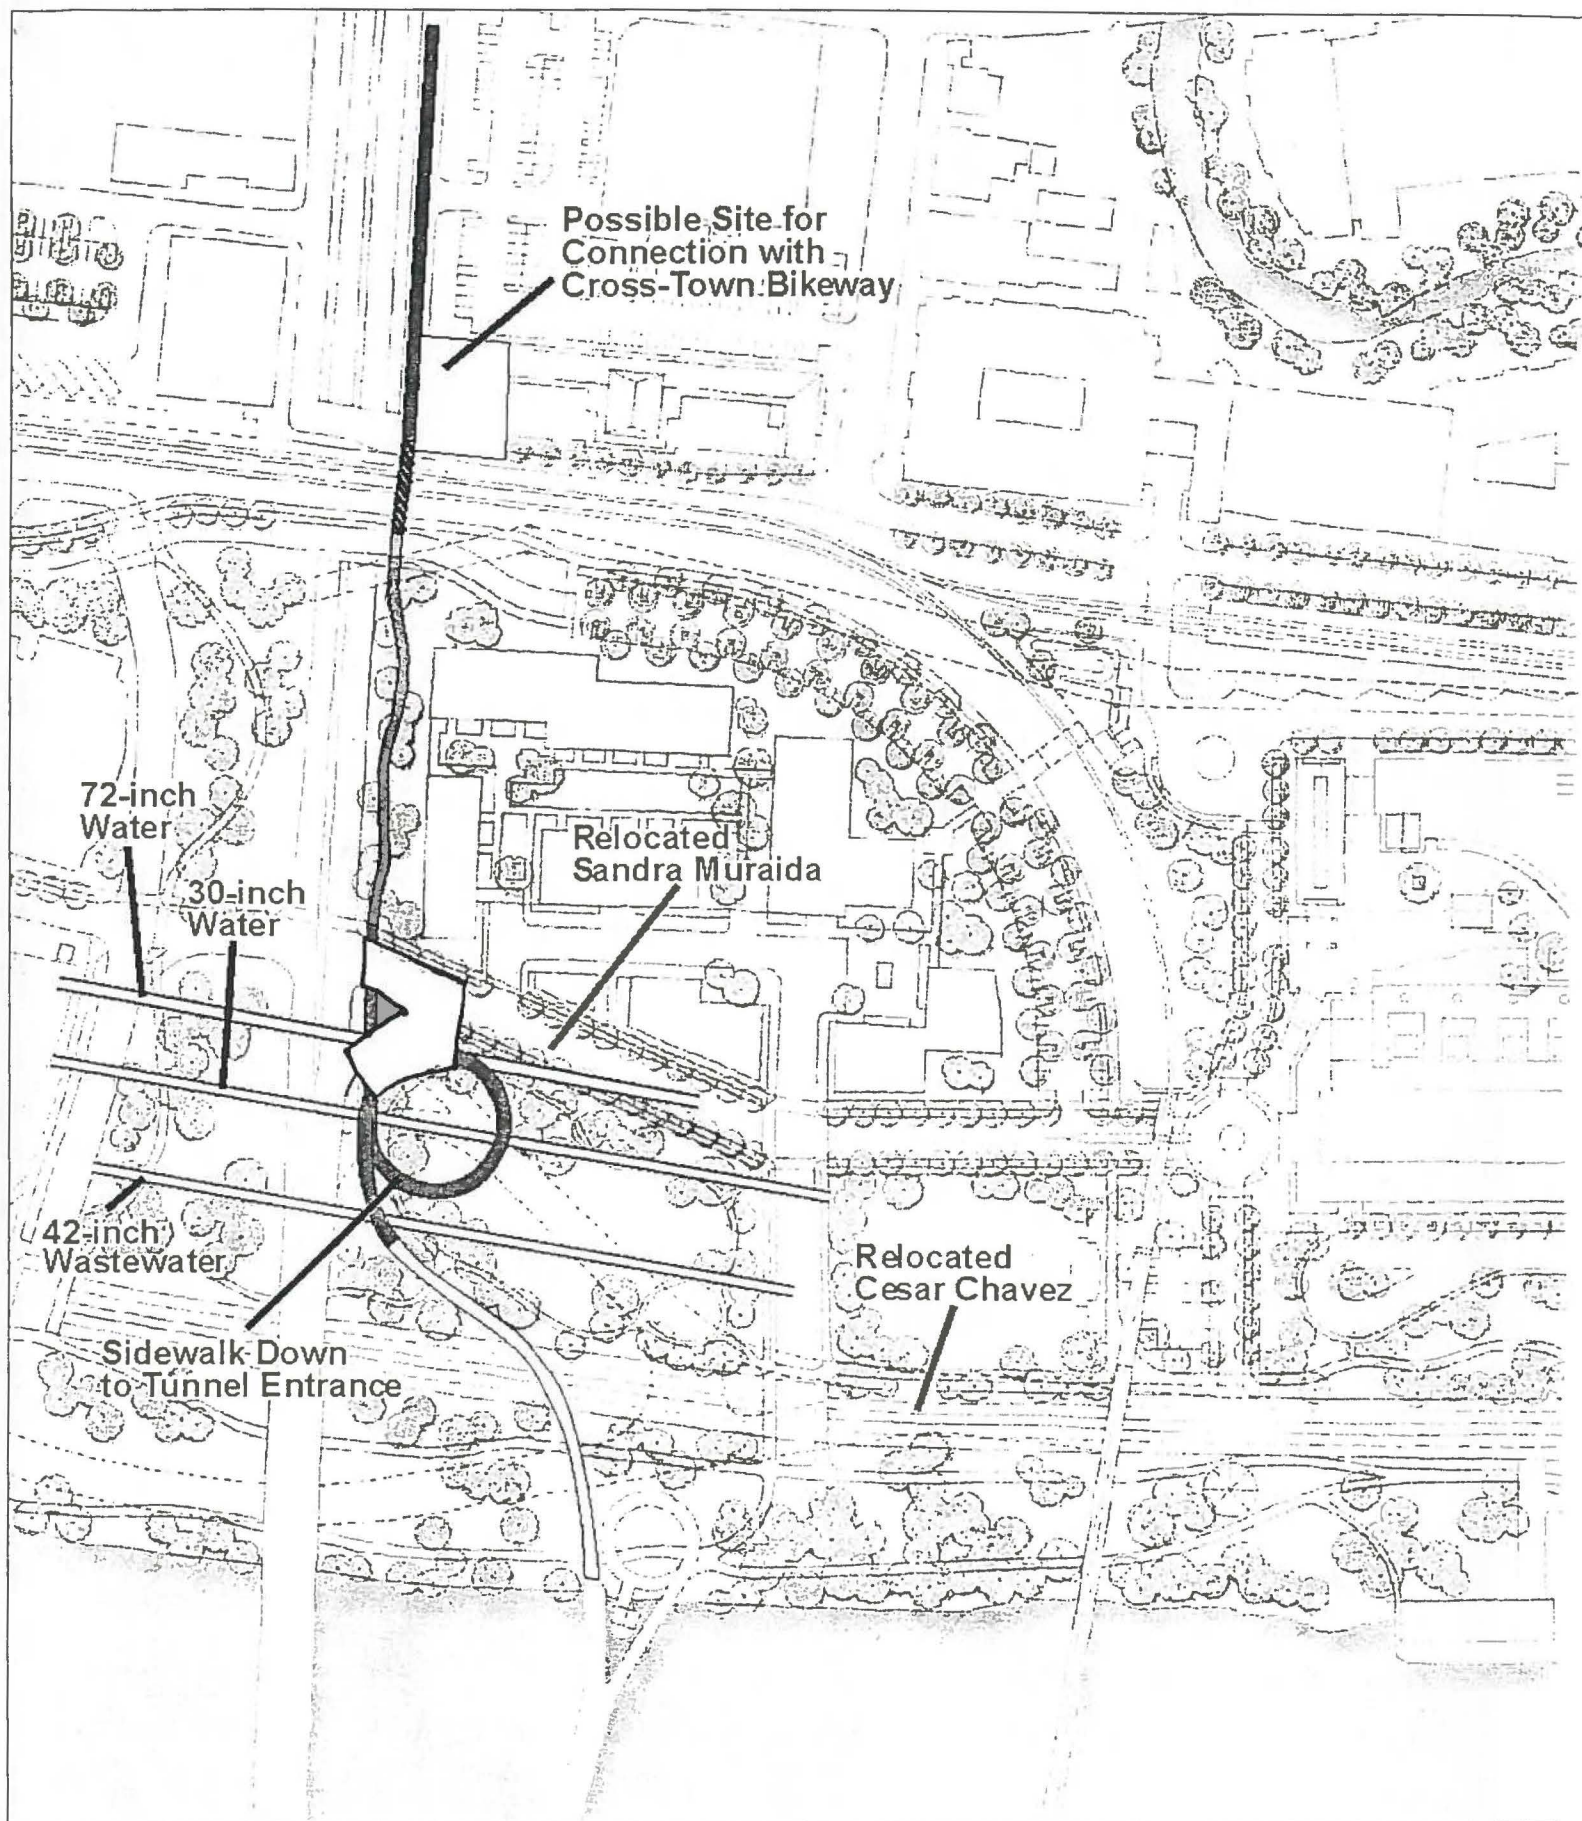 Possible Site for
Connection with
Cross-Town Bikeway
72-inch
Water
30-inch
Water
Relocated
Sandra Muraida
42-inch
Wastewater
Relocated
Cesar Chavez
Sidewalk Down
to Tunnel Entrance